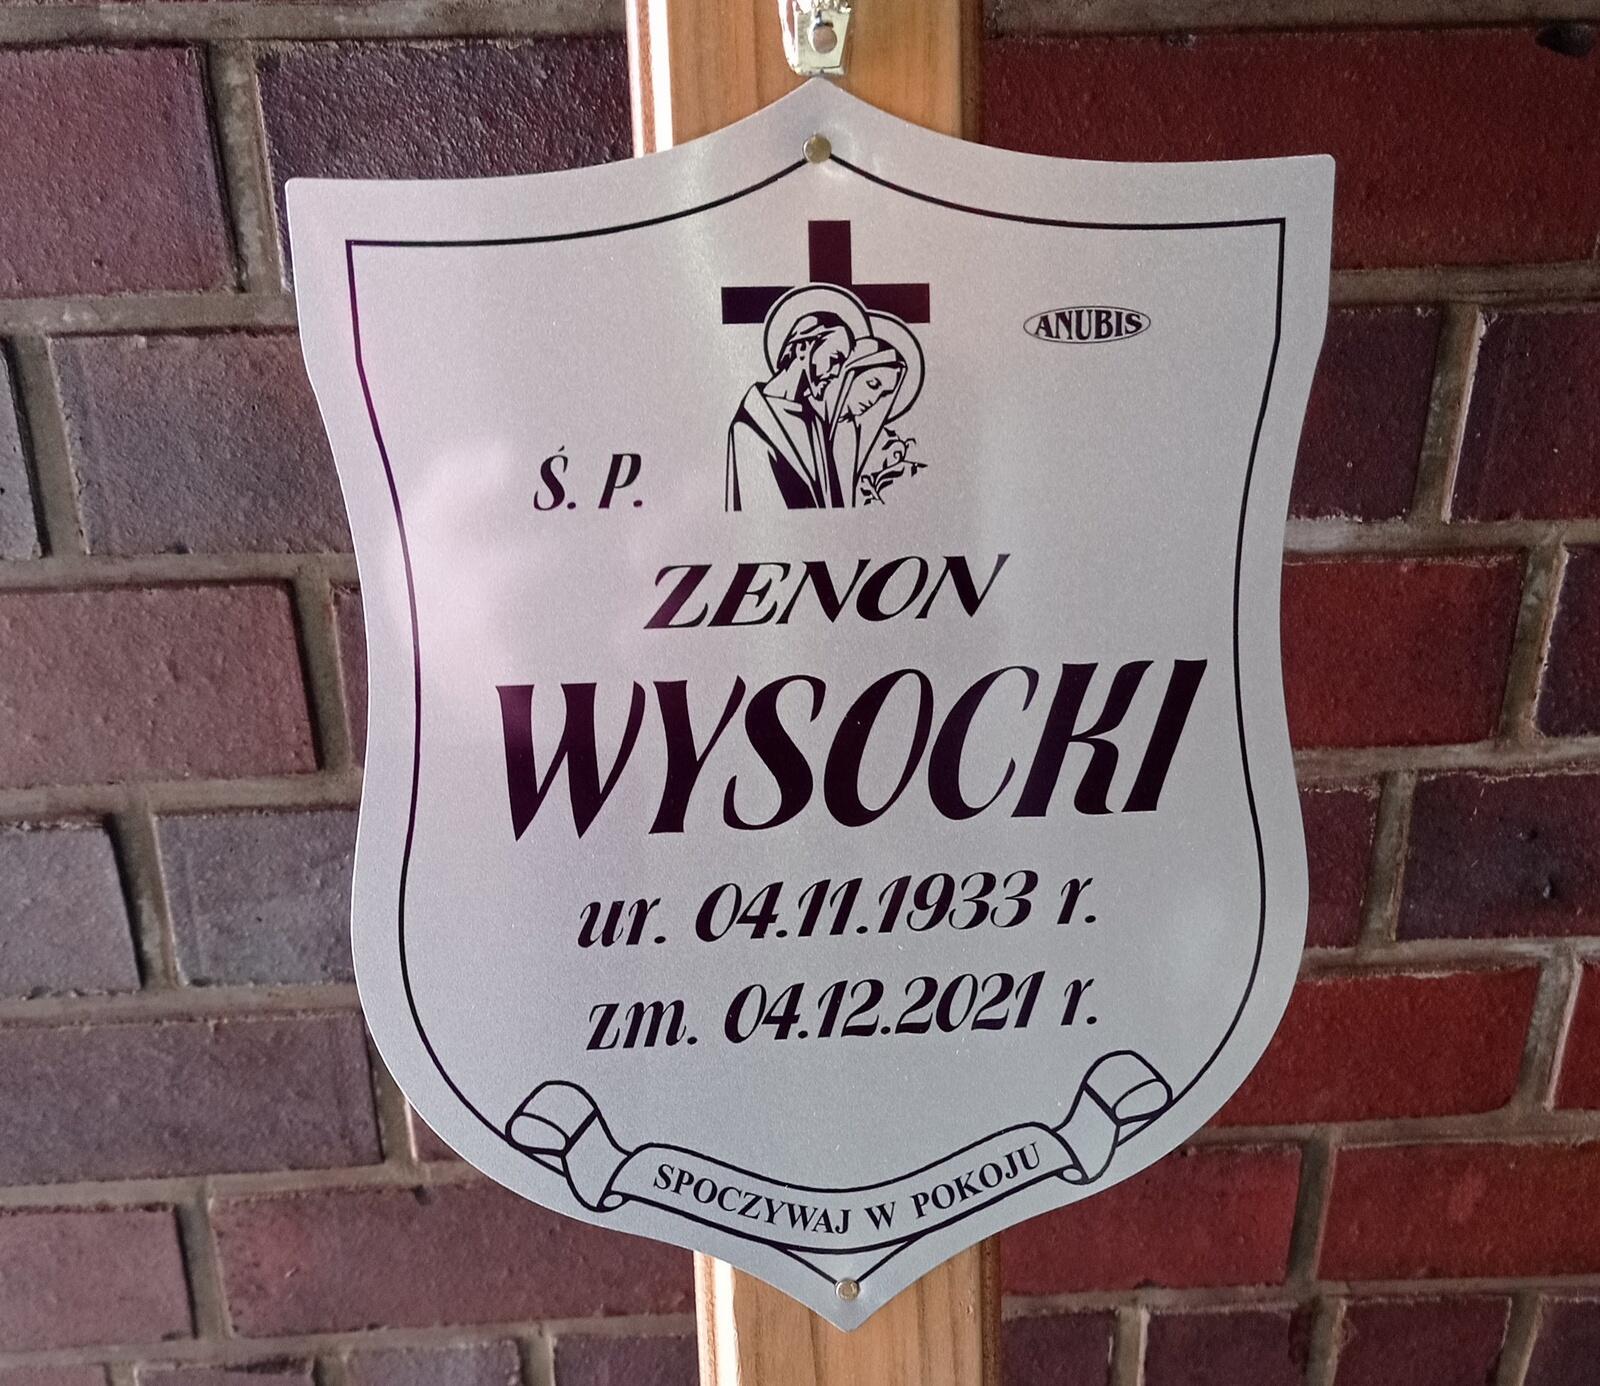 ANUBIS
Ś. P.
ZENON
WYSOCKI
ur. 04.11.1933 r.
zm. 04.12.2021 r.
SPOCZYWAJ W POKOJU